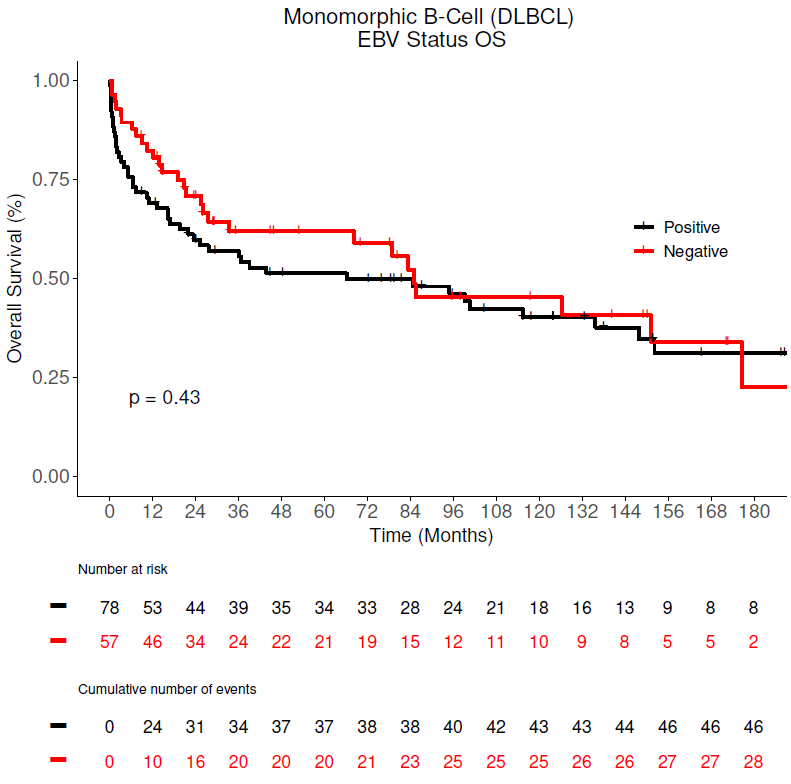 Monomorphic B-Cell (DLBCL)
EBV Status OS
Overall Survival (%)
1.00
0.75
0.50
0.25
0.00
Positive
Negative
p = 0.43
0 12 24 36 48 60 72 84 96 108 120 132 144 156 168 180
Time (Months)
Number at risk
78 53 44 39 35 34 33 28 24 21 18 16 13 9 8 8
57 46 34 24 22 21 19 15 12 11 10 9 8 5 5 2
Cumulative number of events
0 24 31 34 37 37 38 38 40 42 43 43 44 46 46 46
0 10 16 20 20 20 21 23 25 25 25 26 26 27 27 28